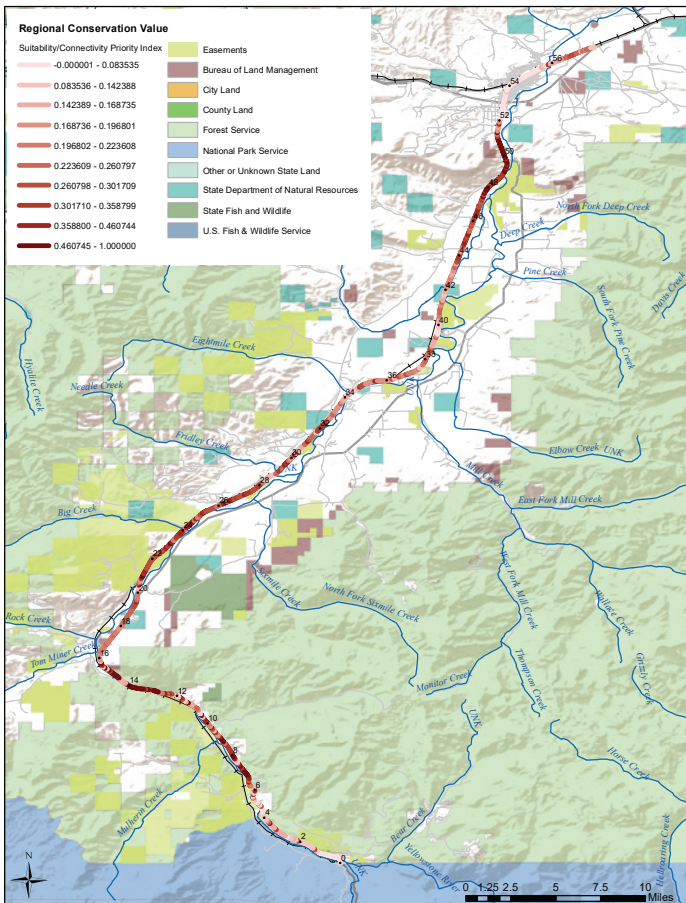 Regional Conservation Value
Suitability/Connectivity Priority Index
-0.000001 - 0.083535
0.083536 - 0.142388
0.142389 - 0.168735
0.168736 - 0.196801
0.196802 - 0.223608
0.223609 - 0.260797
0.260798 - 0.301709
0.301710 - 0.358799
0.358800 - 0.460744
0.460745 - 1.000000
Easements
Bureau of Land Management
City Land
County Land
Forest Service
National Park Service
Other or Unknown State Land
State Department of Natural Resources
State Fish and Wildlife
U.S. Fish & Wildlife Service
56
54
52
50
48
46
North Fork Deep Creek
Deep Creek
44
Pine Creek
Davis Creek
42
South Fork Pine Creek
40
Eightmile Creek
38
Hyalite Creek
36
Needle Creek
34
32
Fridley Creek
Elbow Creek
UNK
30
UNK
Mill Creek
28
East Fork Mill Creek
26
Big Creek
24
22
West Fork Mill Creek
Sixmile Creek
North Fork Sixmile Creek
20
Wallace Creek
Rock Creek
18
Tom Miner Creek
16
Grizzly Creek
Thompson Creek
14
Monitor Creek
12
UNK
10
Horse Creek
8
6
Mulherin Creek
4
Bear Creek
2
Hellroaring Creek
0
UNK
Yellowstone River
N
0 1.25 2.5 5 7.5 10
Miles